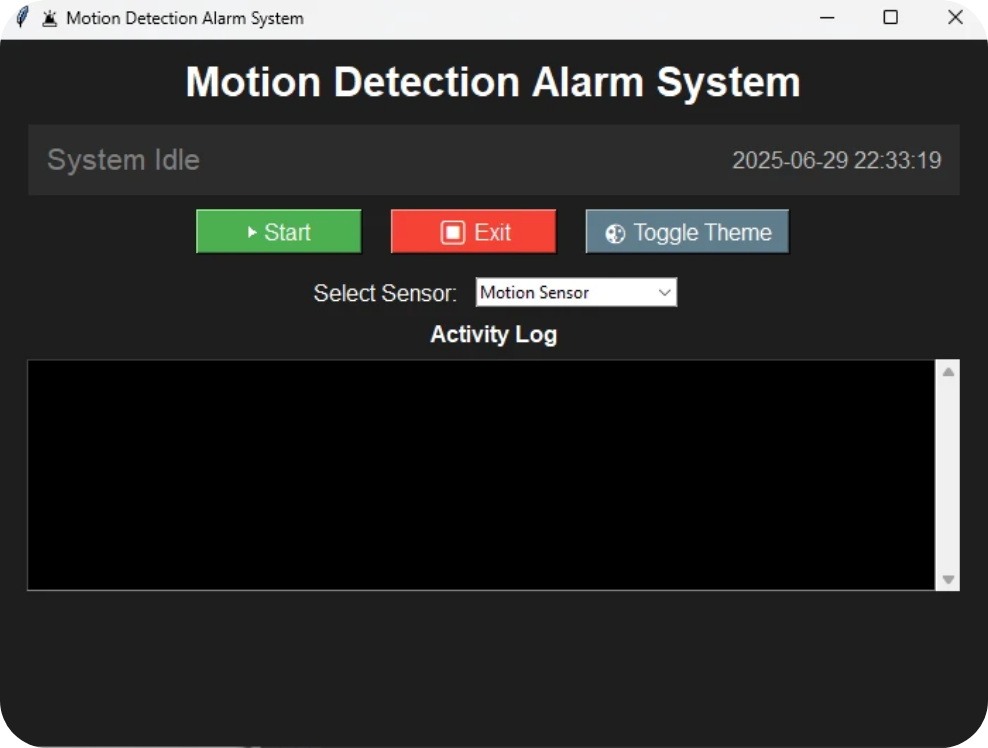 Motion Detection Alarm System
Motion Detection Alarm System
System Idle 2025-06-29 22:33:19
Start Exit Toggle Theme
Select Sensor: Motion Sensor
Activity Log